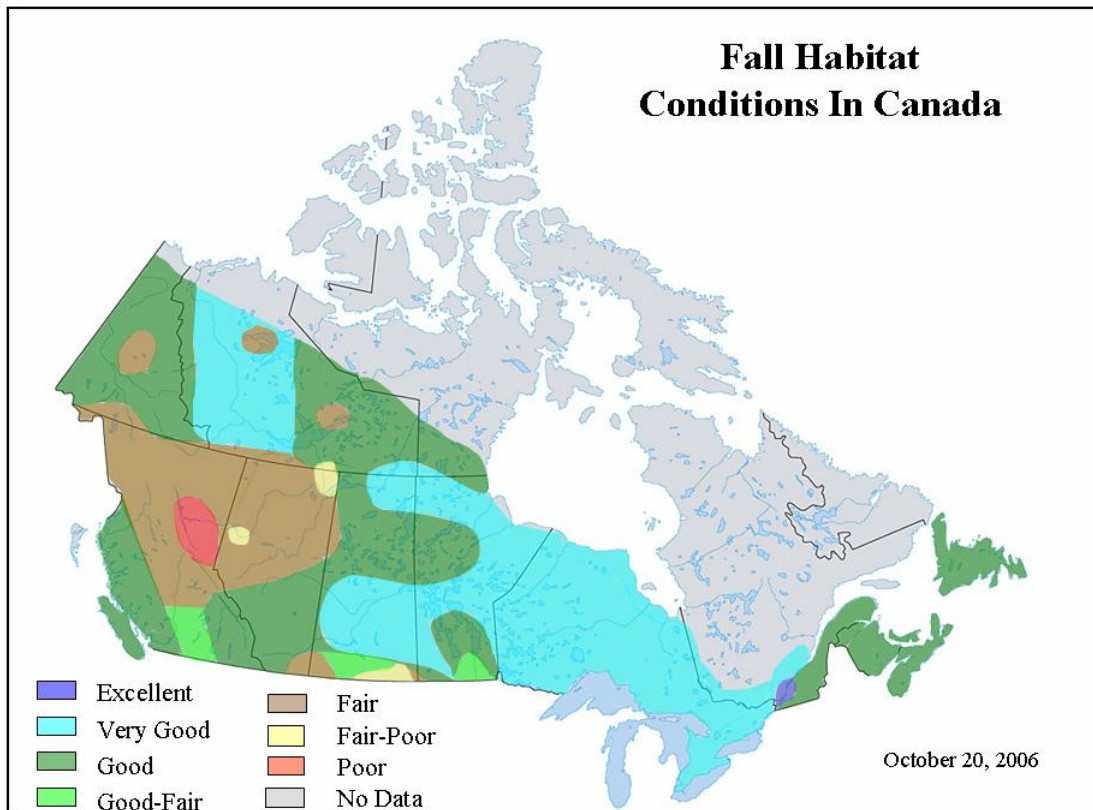 Fall Habitat
Conditions In Canada
Excellent
Very Good
Good
Good-Fair
Fair
Fair-Poor
Poor
No Data
October 20, 2006